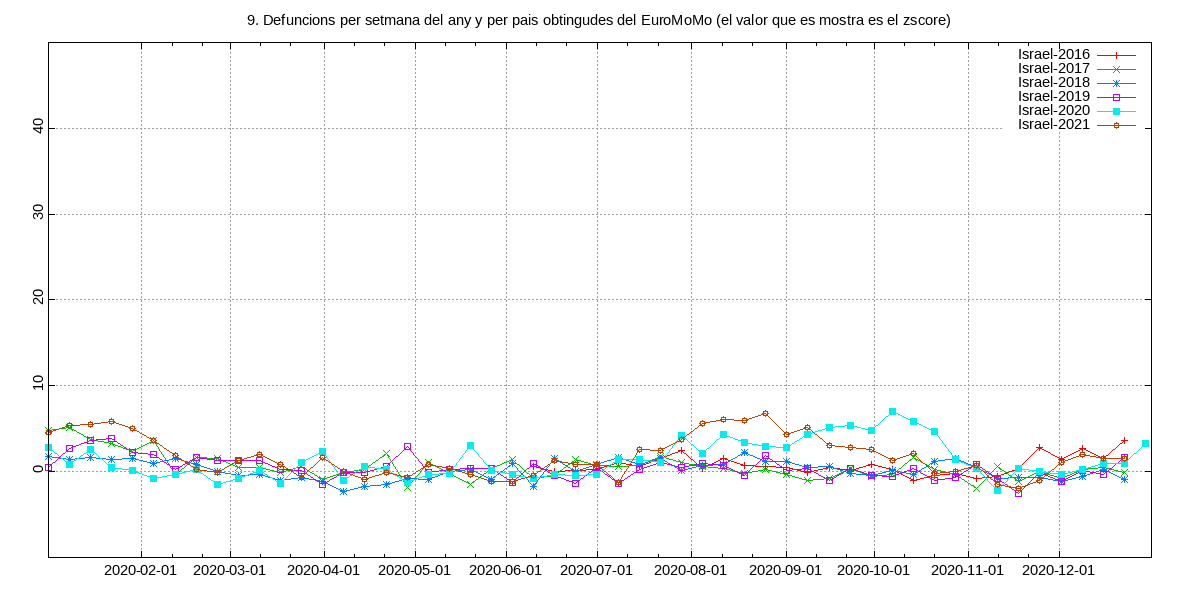 9. Defuncions per setmana del any y per pais obtingudes del EuroMoMo (el valor que es mostra es el zscore)
Israel-2016
Israel-2017
Israel-2018
Israel-2019
Israel-2020
Israel-2021
40
30
20
10
0
2020-02-01 2020-03-01 2020-04-01 2020-05-01 2020-06-01 2020-07-01 2020-08-01 2020-09-01 2020-10-01 2020-11-01 2020-12-01